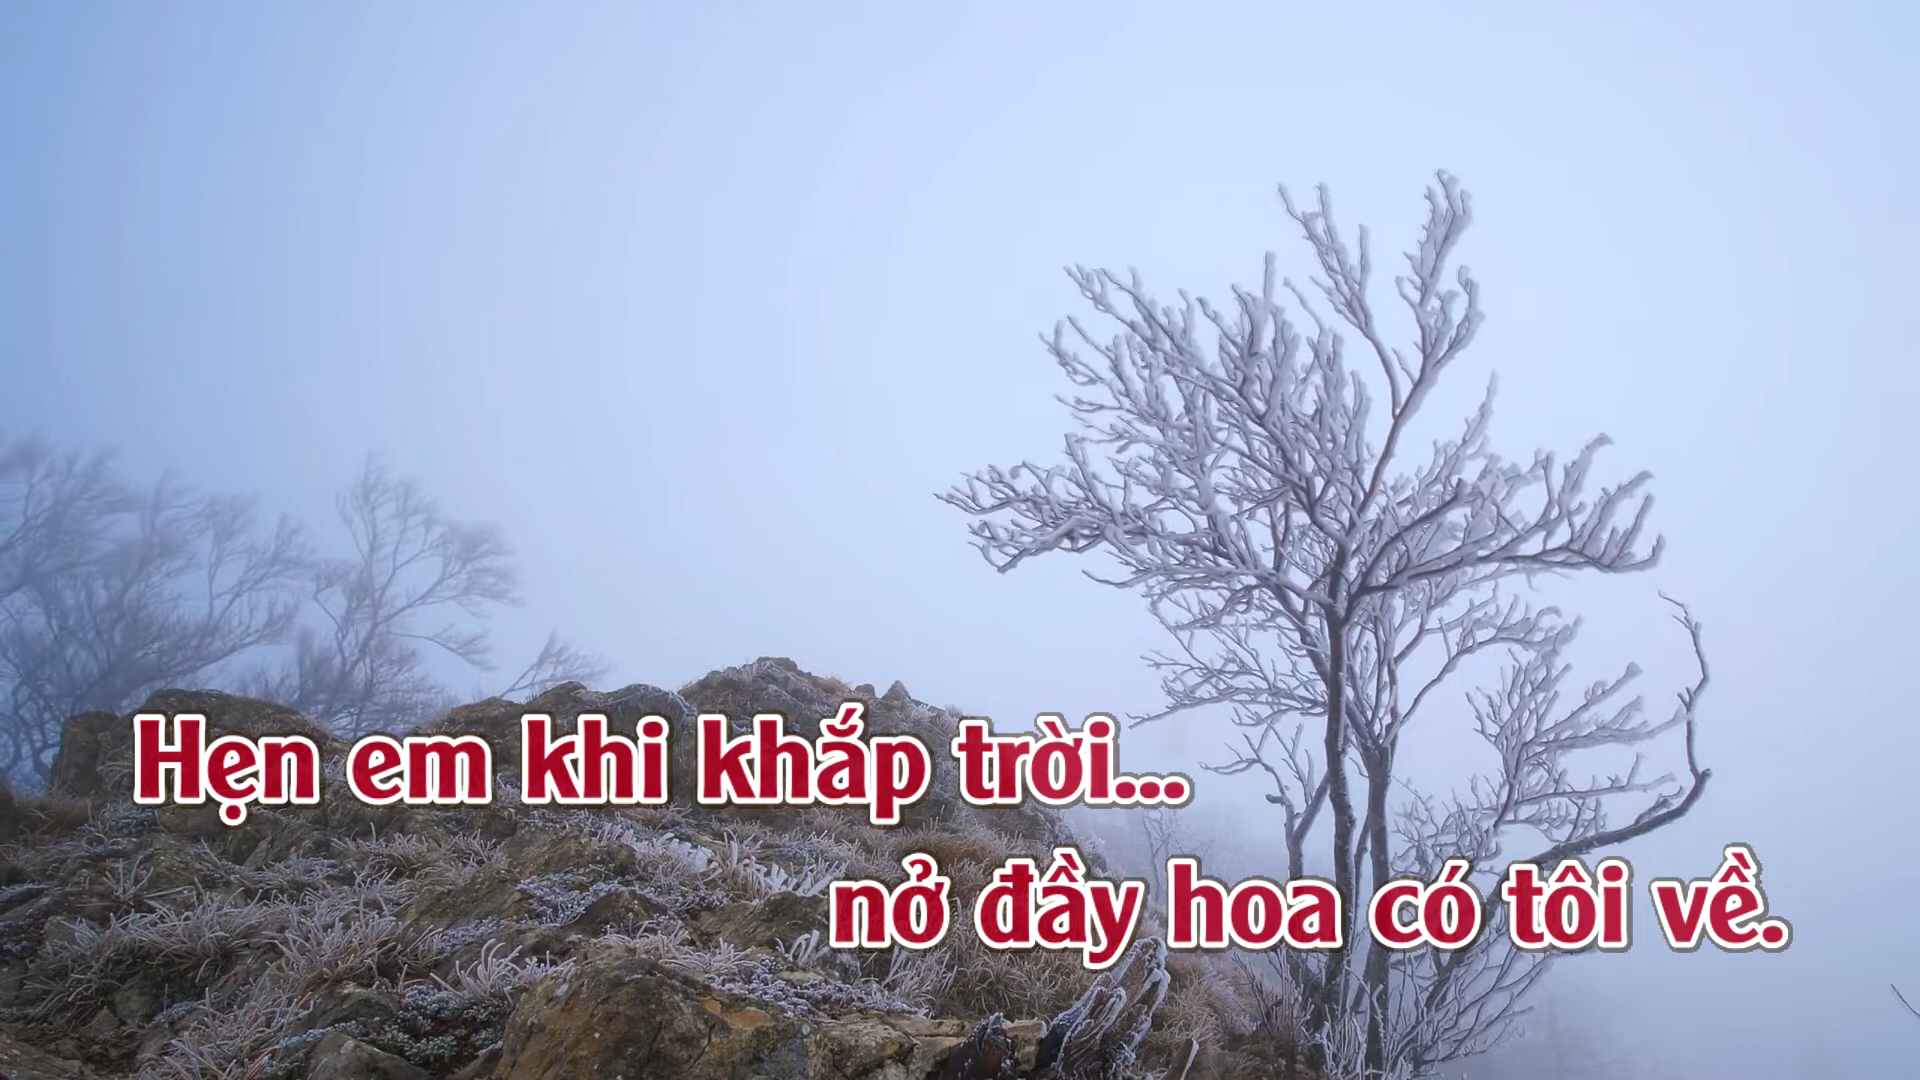 Hẹn em khi khắp trời...
nở đầy hoa có tôi về.